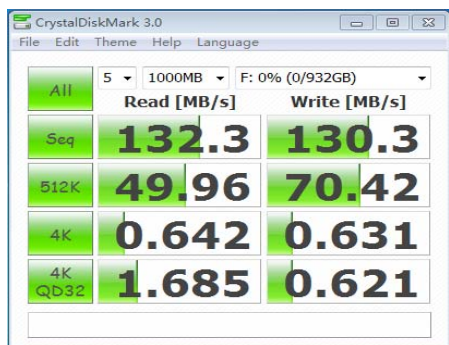 CrystalDiskMark 3.0
File Edit Theme Help Language
All 5 1000MB F: 0% (0/932GB)
Read [MB/s] Write [MB/s]
Seq 132.3 130.3
512K 49.96 70.42
4K 0.642 0.631
4K QD32 1.685 0.621